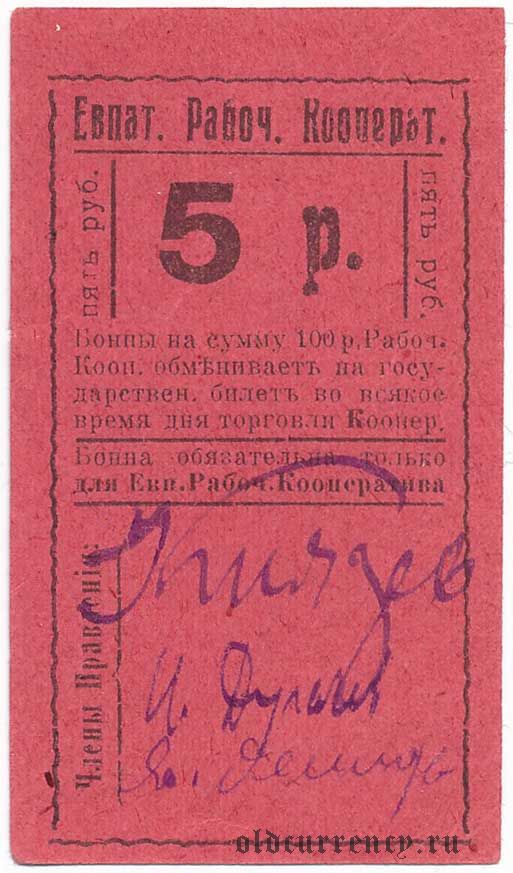 Евпат. Рабоч. Кооперат.
пять руб.
5 р.
пять руб.
Бонны на сумму 100 р. Рабоч.
Кооп. обмѣниваетъ на госу-
дарствен. билетъ во всякое
время дня торговли Коопер.
Бонна обязательна только
для Евп. Рабоч. Кооператива
Члены Правленія:
Князев
И.
oldcurrency.ru